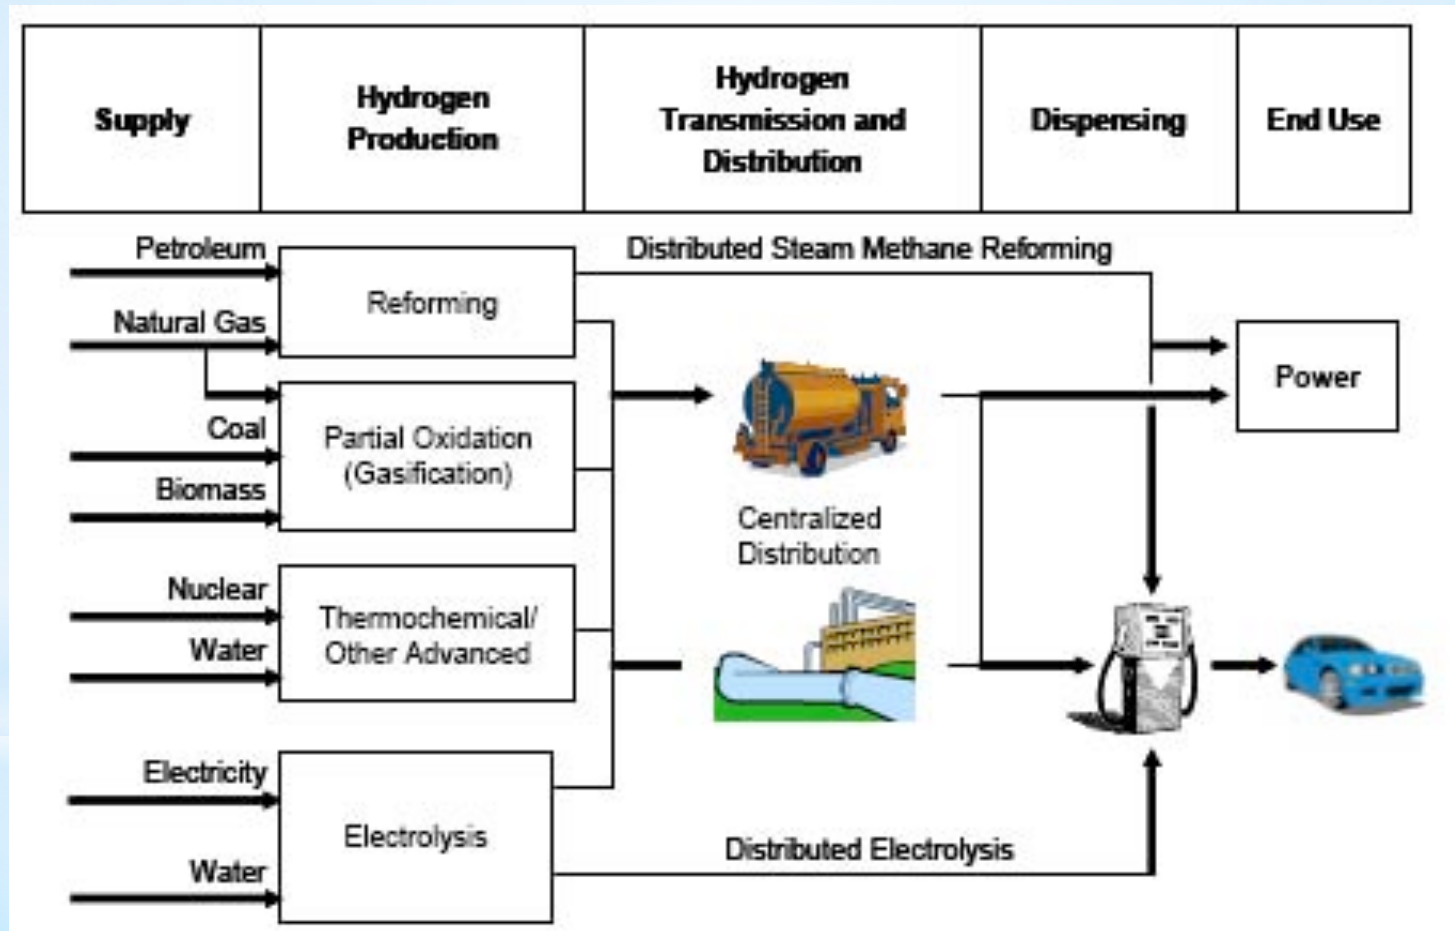 Supply
Hydrogen
Production
Hydrogen
Transmission and
Distribution
Dispensing
End Use
Petroleum
Distributed Steam Methane Reforming
Reforming
Natural Gas
Power
Coal
Partial Oxidation
(Gasification)
Biomass
Centralized
Distribution
Nuclear
Thermochemical/
Other Advanced
Water
Electricity
Electrolysis
Distributed Electrolysis
Water